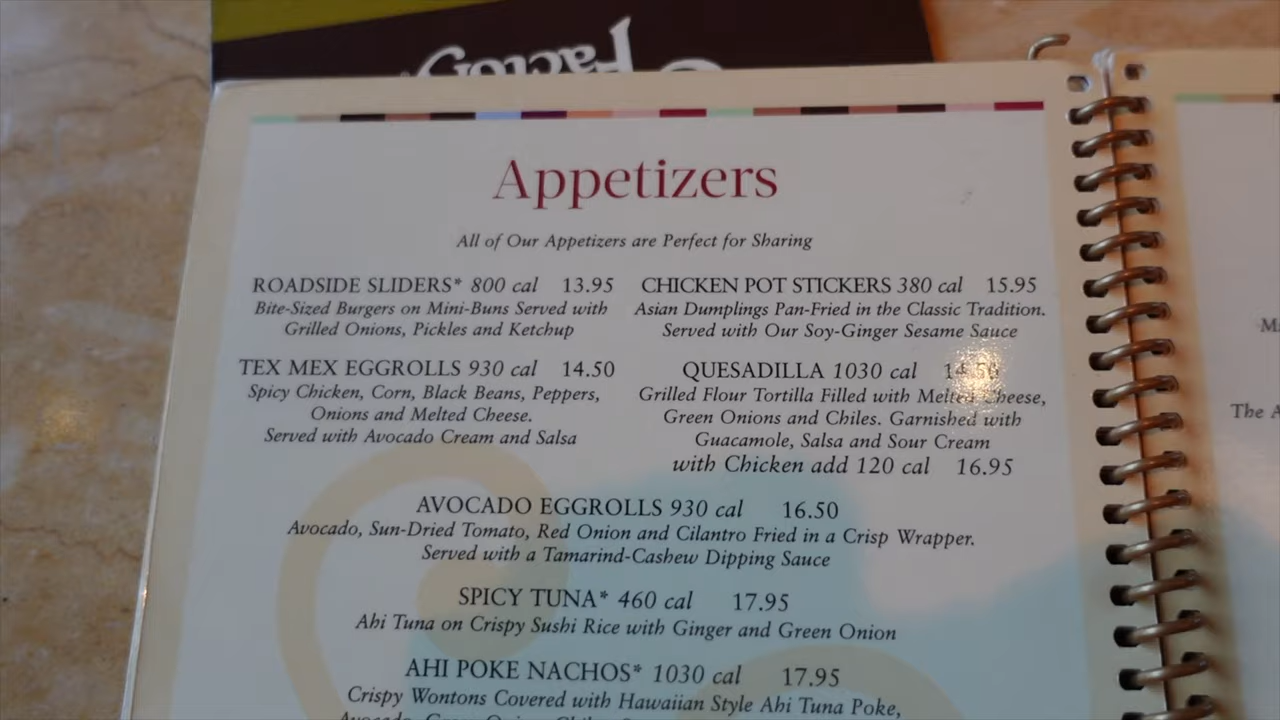 Factory
Appetizers
All of Our Appetizers are Perfect for Sharing
ROADSIDE SLIDERS* 800 cal 13.95
Bite-Sized Burgers on Mini-Buns Served with
Grilled Onions, Pickles and Ketchup
CHICKEN POT STICKERS 380 cal 15.95
Asian Dumplings Pan-Fried in the Classic Tradition.
Served with Our Soy-Ginger Sesame Sauce
TEX MEX EGGROLLS 930 cal 14.50
Spicy Chicken, Corn, Black Beans, Peppers,
Onions and Melted Cheese.
Served with Avocado Cream and Salsa
QUESADILLA 1030 cal 14.50
Grilled Flour Tortilla Filled with Melted Cheese,
Green Onions and Chiles. Garnished with
Guacamole, Salsa and Sour Cream
with Chicken add 120 cal 16.95
AVOCADO EGGROLLS 930 cal 16.50
Avocado, Sun-Dried Tomato, Red Onion and Cilantro Fried in a Crisp Wrapper.
Served with a Tamarind-Cashew Dipping Sauce
SPICY TUNA* 460 cal 17.95
Ahi Tuna on Crispy Sushi Rice with Ginger and Green Onion
AHI POKE NACHOS* 1030 cal 17.95
Crispy Wontons Covered with Hawaiian Style Ahi Tuna Poke,
The